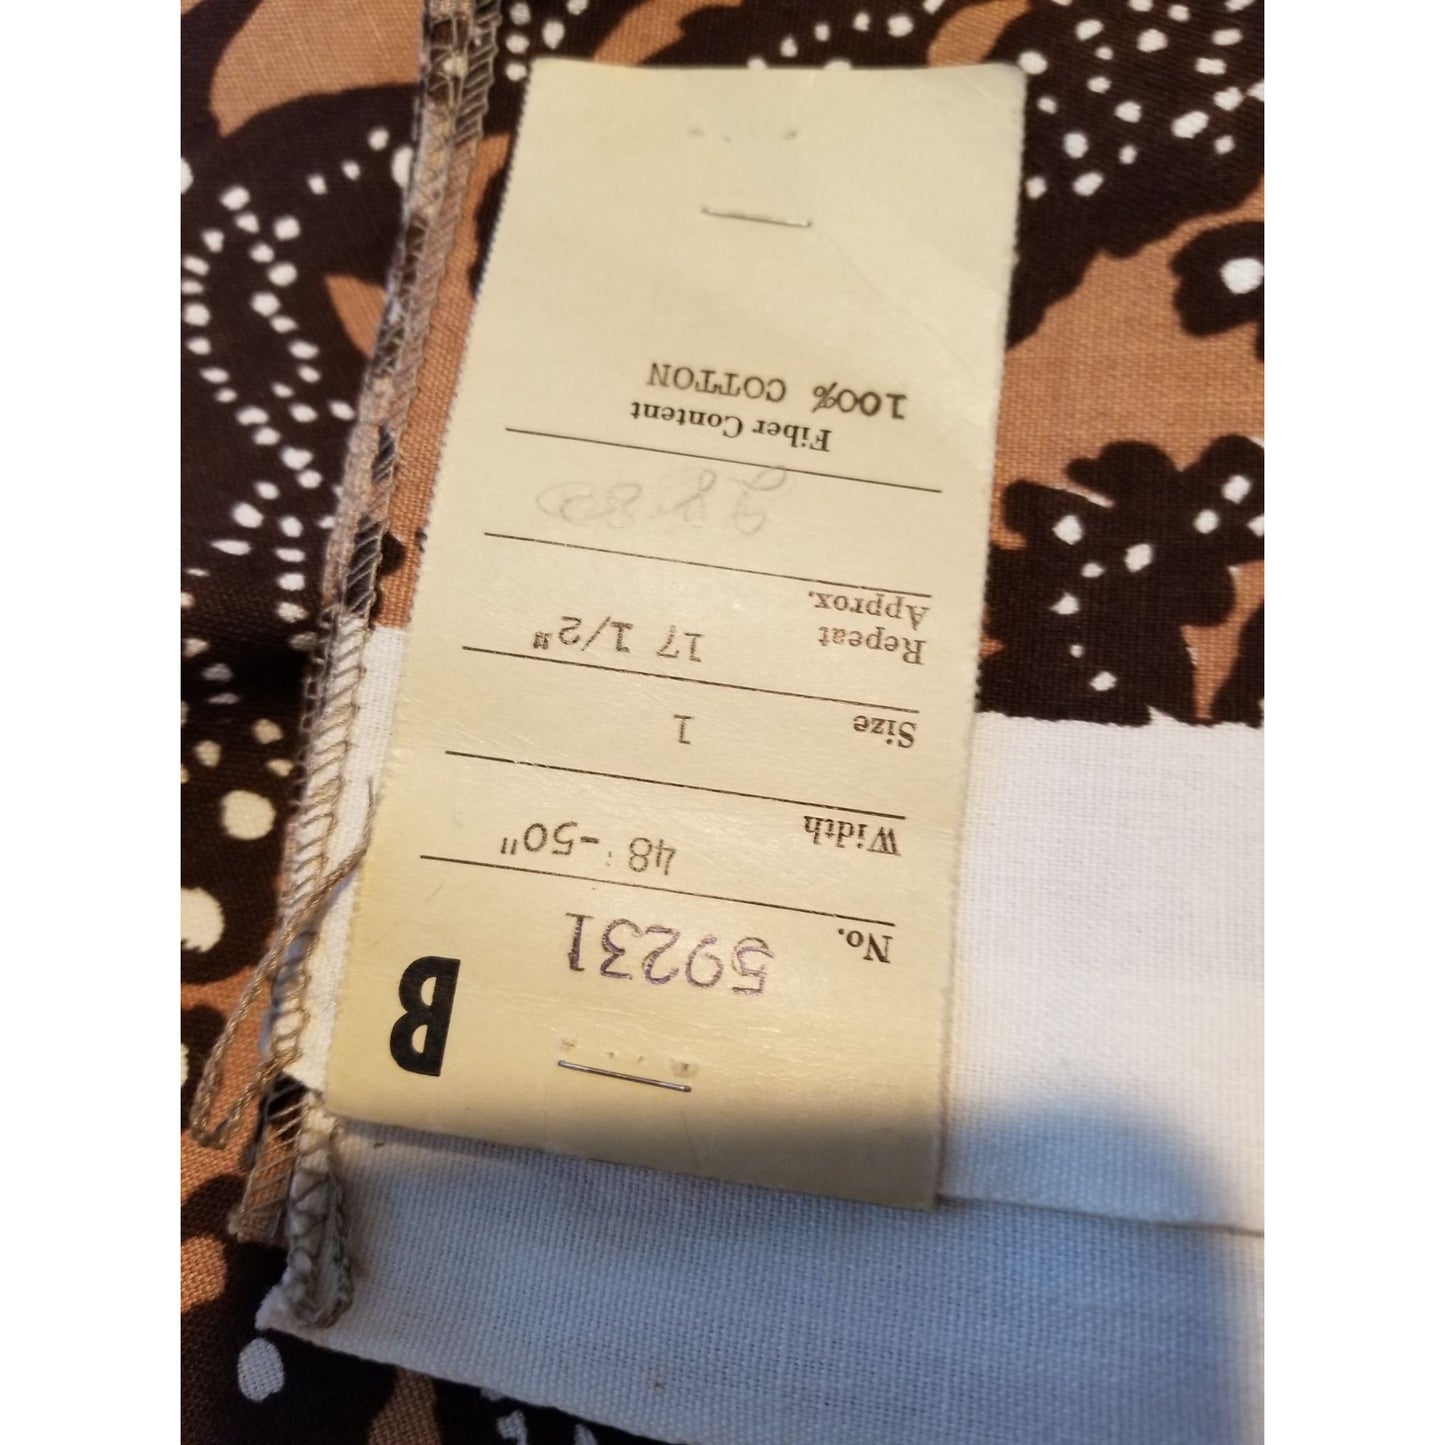 B
No. 59231
Width 48 -50"
Size 1
Repeat 17 1/2"
Approx.
Fiber Content
100% COTTON